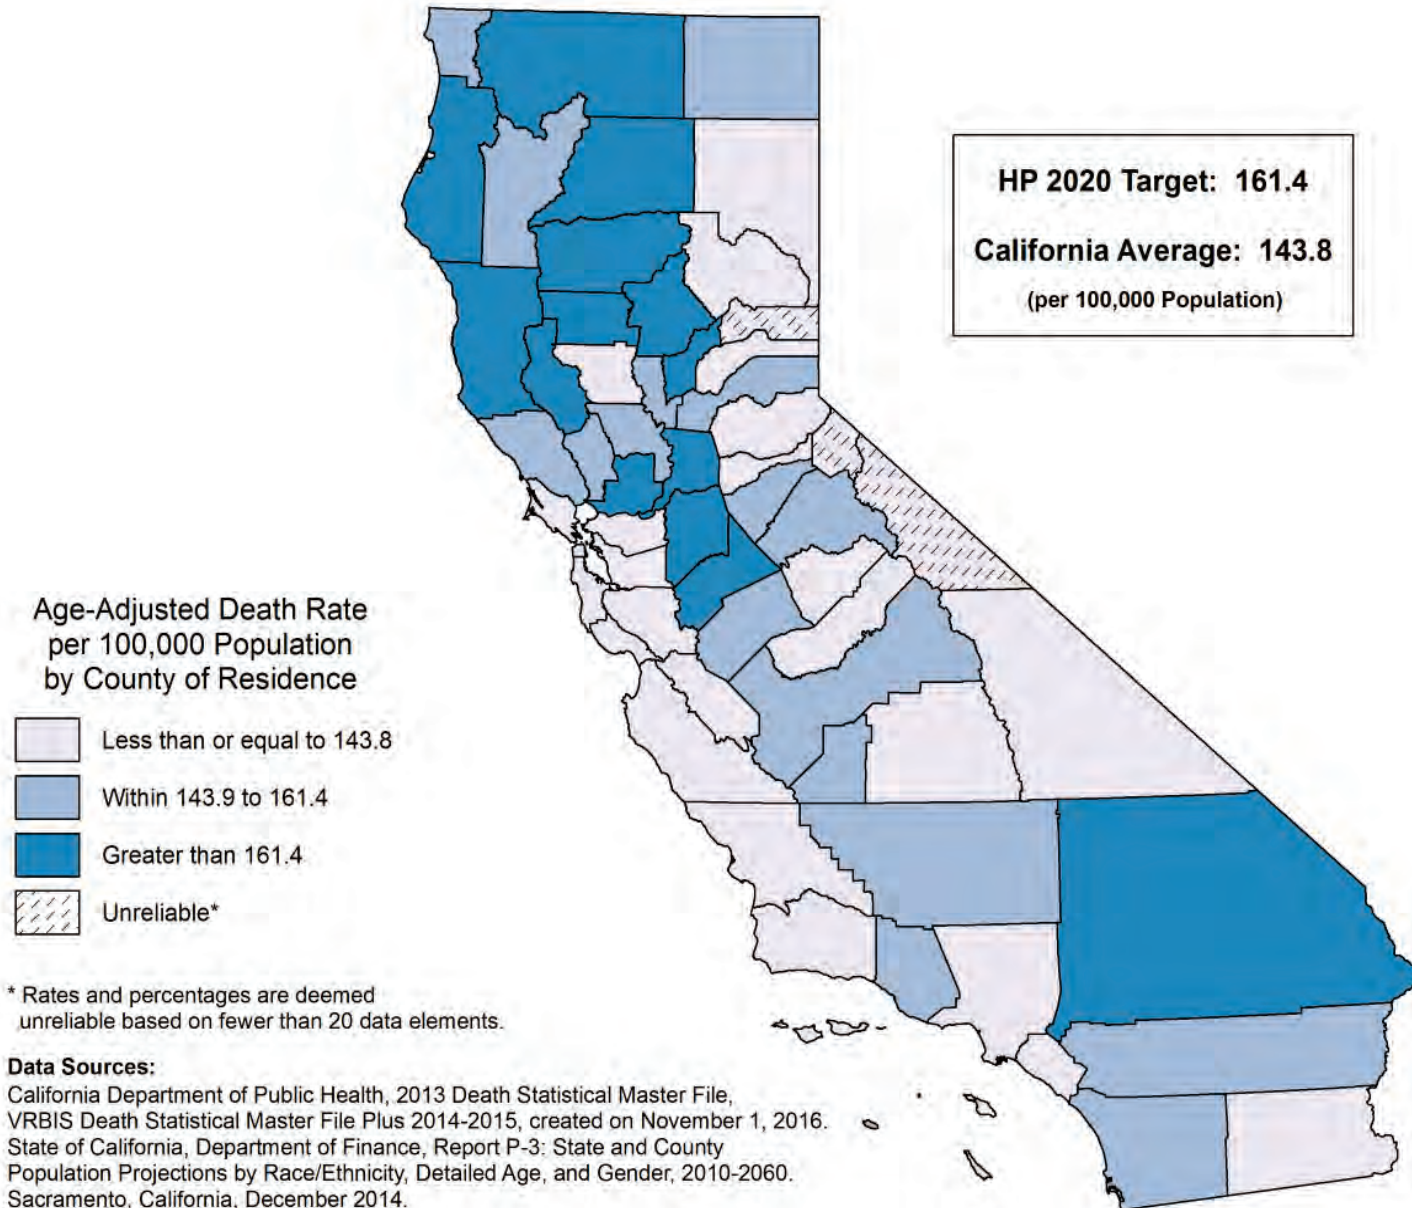 HP 2020 Target: 161.4
California Average: 143.8
(per 100,000 Population)
Age-Adjusted Death Rate
per 100,000 Population
by County of Residence
Less than or equal to 143.8
Within 143.9 to 161.4
Greater than 161.4
Unreliable*
* Rates and percentages are deemed
unreliable based on fewer than 20 data elements.
Data Sources:
California Department of Public Health, 2013 Death Statistical Master File,
VRBIS Death Statistical Master File Plus 2014-2015, created on November 1, 2016.
State of California, Department of Finance, Report P-3: State and County
Population Projections by Race/Ethnicity, Detailed Age, and Gender, 2010-2060.
Sacramento, California, December 2014.